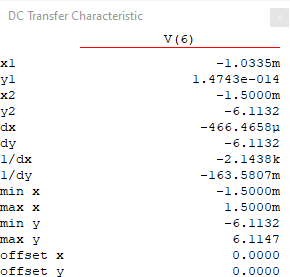 DC Transfer Characteristic
V(6)
x1 -1.0335m
y1 1.4743e-014
x2 -1.5000m
y2 -6.1132
dx -466.4658µ
dy -6.1132
1/dx -2.1438k
1/dy -163.5807m
min x -1.5000m
max x 1.5000m
min y -6.1132
max y 6.1147
offset x 0.0000
offset y 0.0000